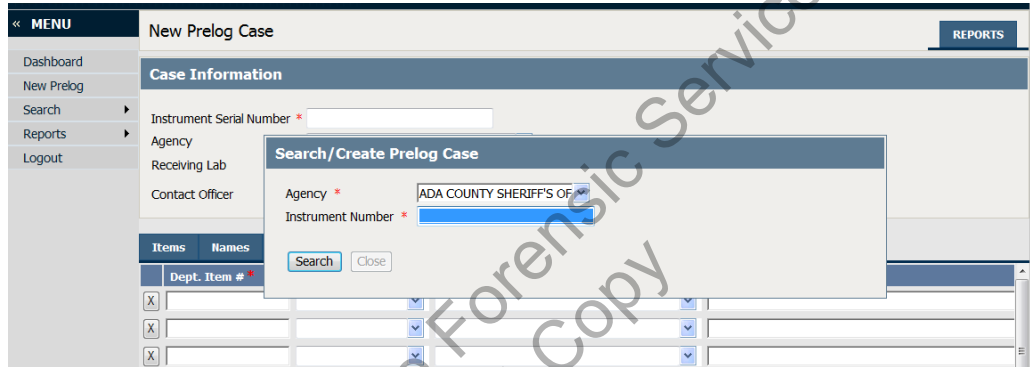 « MENU
New Prelog Case
REPORTS
Dashboard
New Prelog
Search
Reports
Logout
Case Information
Instrument Serial Number *
Agency
Receiving Lab
Contact Officer
Search/Create Prelog Case
Agency *
ADA COUNTY SHERIFF'S OF
Instrument Number *
Search Close
Items Names
Dept. Item # *
X
X
X
Forensic Service
Copy